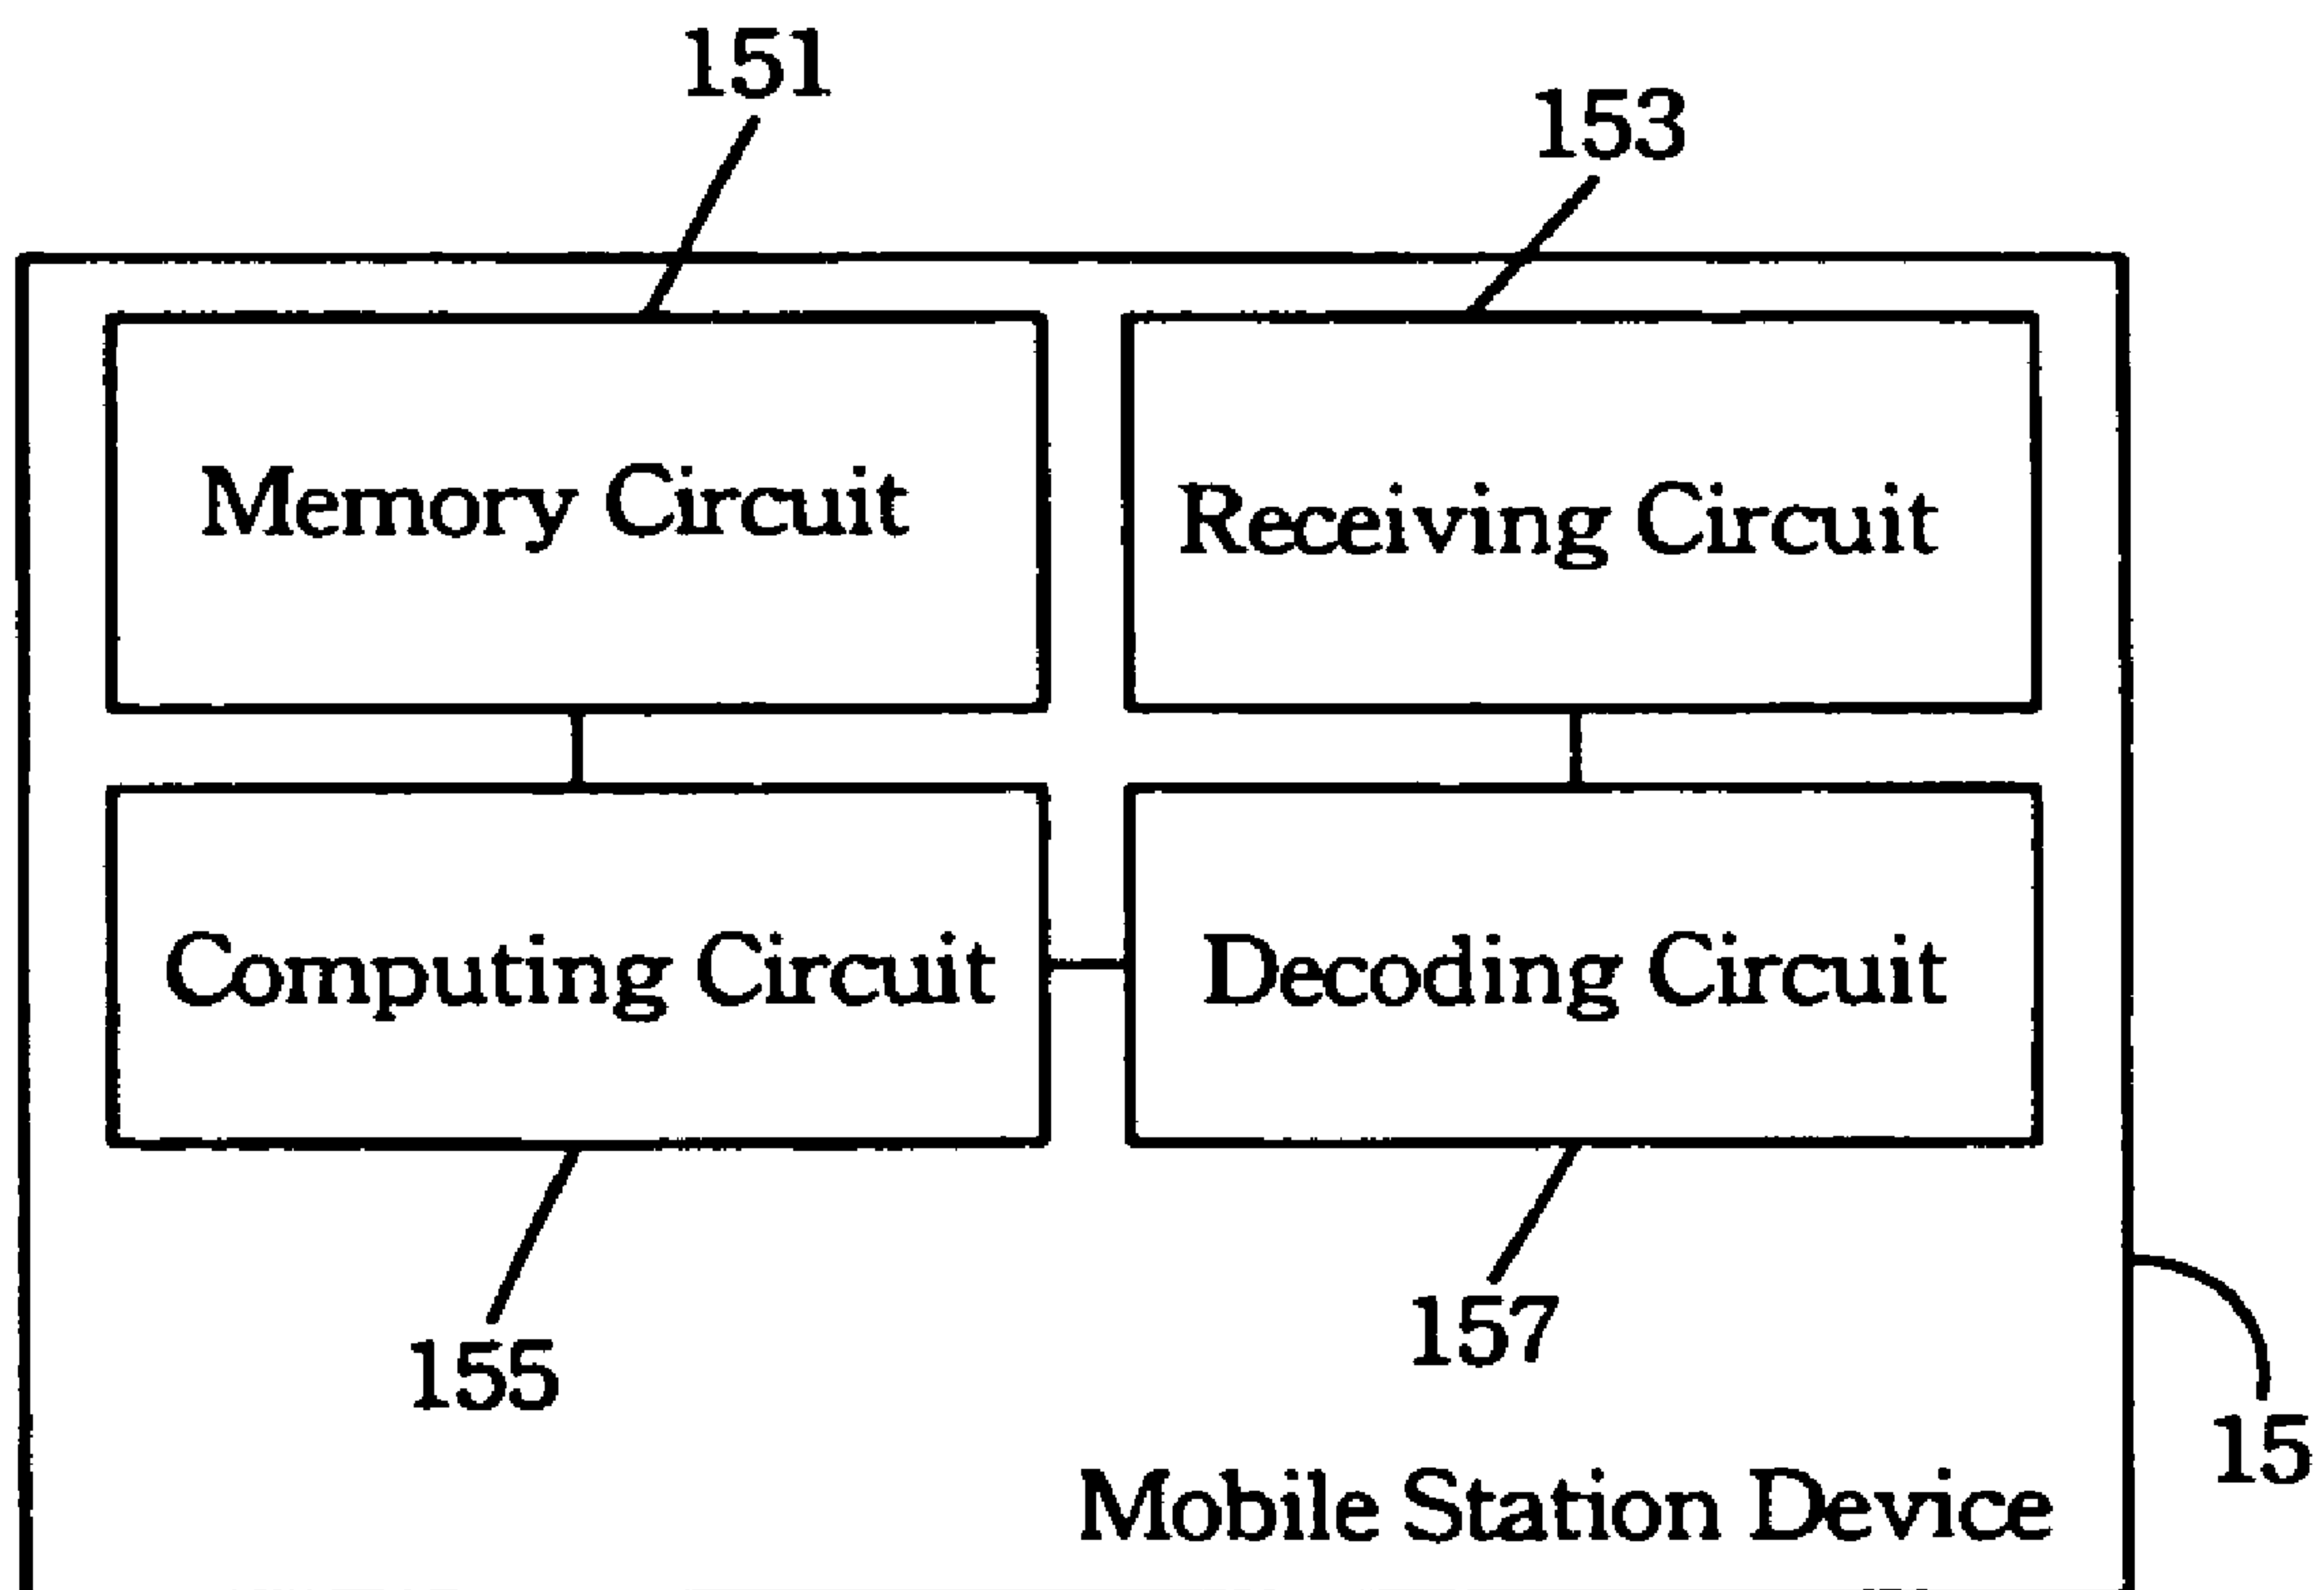 151
153
Memory Circuit
Receiving Circuit
Computing Circuit
Decoding Circuit
155
157
15
Mobile Station Device